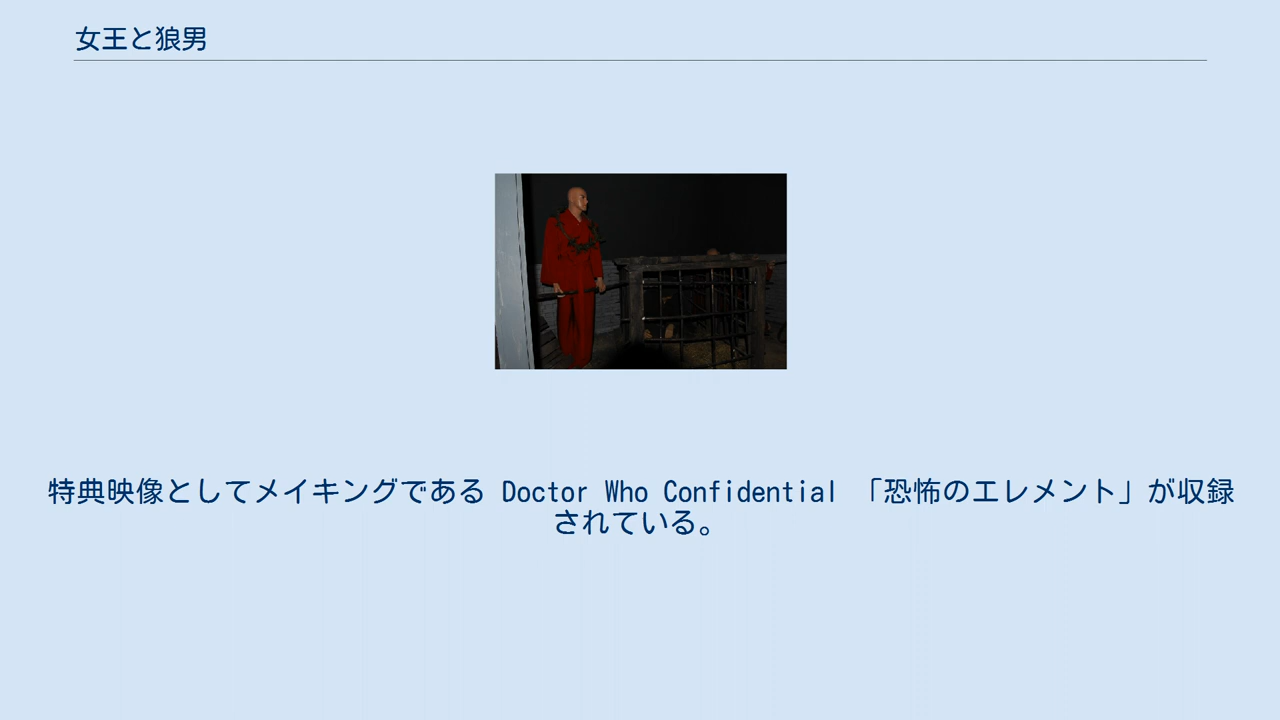 女王と狼男
特典映像としてメイキングである Doctor Who Confidential 「恐怖のエレメント」が収録
されている。